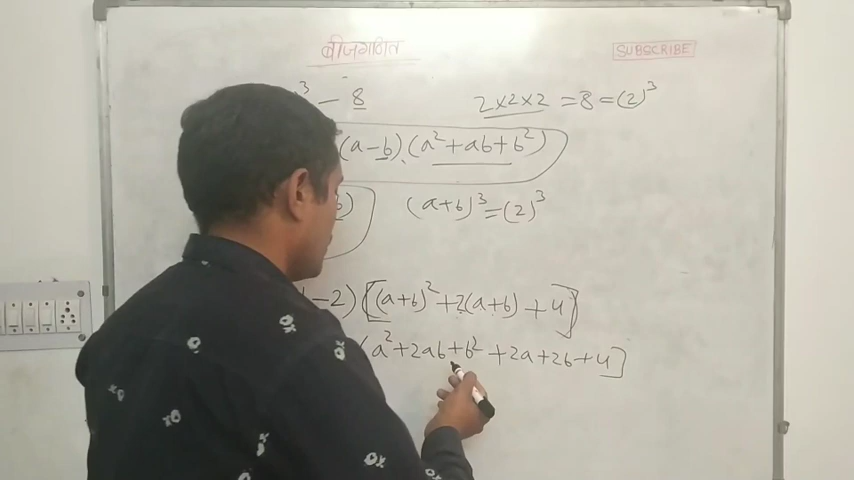 बीजगणित
SUBSCRIBE
³ - 8
2×2×2 = 8 = (2)³
(a-b).(a²+ab+b²)
)
(a+b)³=(2)³
-2)[(a+b)²+2(a+b)+4]
(a²+2ab+b²+2a+2b+4]